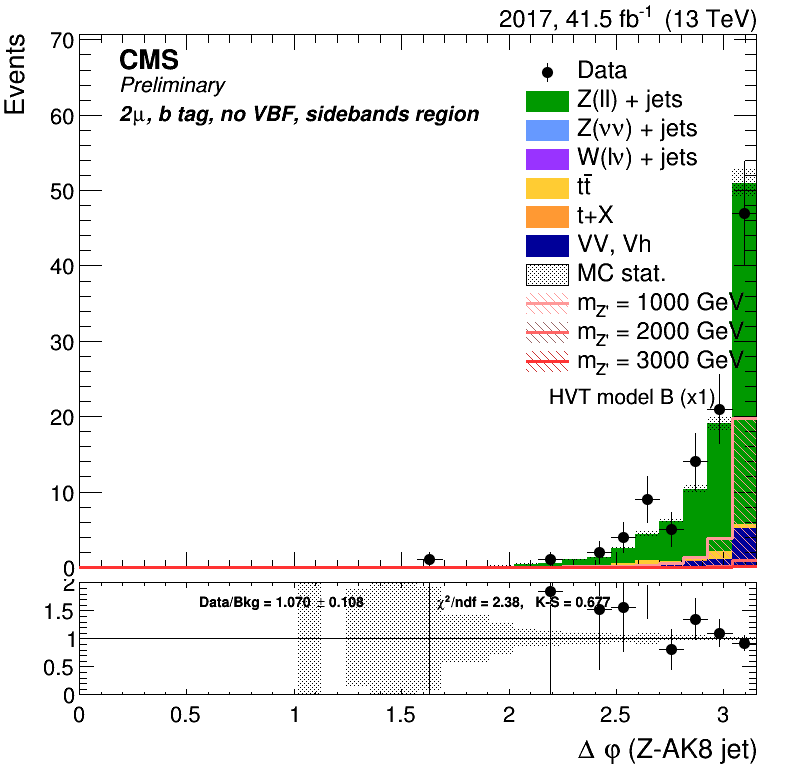 2017, 41.5 fb⁻¹ (13 TeV)
Events
70
60
50
40
30
20
10
0
CMS
Preliminary
2μ, b tag, no VBF, sidebands region
Data
Z(ll) + jets
Z(νν) + jets
W(lν) + jets
tt̄
t+X
VV, Vh
MC stat.
m_Z' = 1000 GeV
m_Z' = 2000 GeV
m_Z' = 3000 GeV
HVT model B (x1)
2
1.5
1
0.5
0
Data/Bkg = 1.070 ± 0.108
χ²/ndf = 2.38, K-S = 0.677
0 0.5 1 1.5 2 2.5 3
Δ φ (Z-AK8 jet)